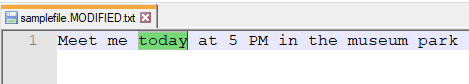 samplefile.MODIFIED.txt
1 Meet me today at 5 PM in the museum park